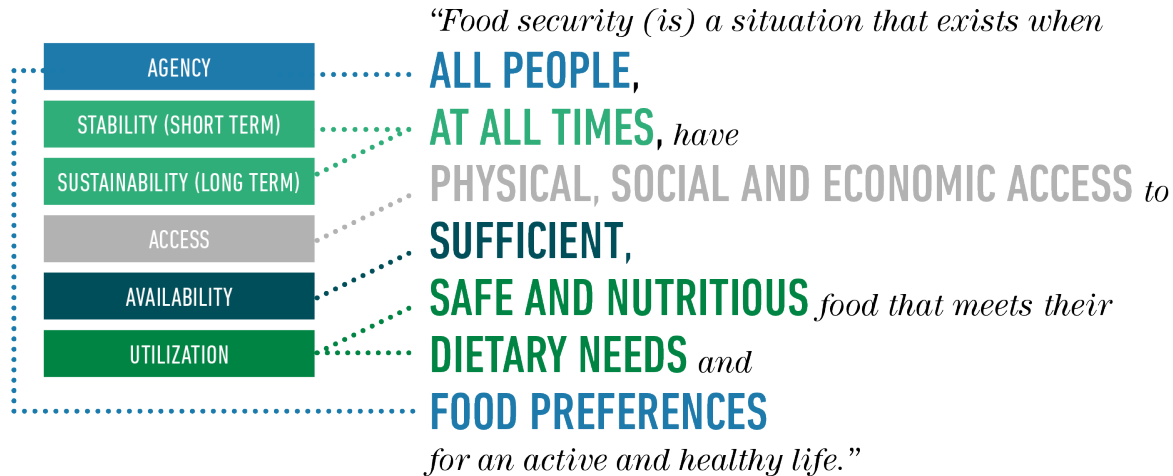 “Food security (is) a situation that exists when
AGENCY
ALL PEOPLE,
STABILITY (SHORT TERM)
AT ALL TIMES, have
SUSTAINABILITY (LONG TERM)
PHYSICAL, SOCIAL AND ECONOMIC ACCESS to
ACCESS
SUFFICIENT,
AVAILABILITY
SAFE AND NUTRITIOUS food that meets their
UTILIZATION
DIETARY NEEDS and
FOOD PREFERENCES
for an active and healthy life.”